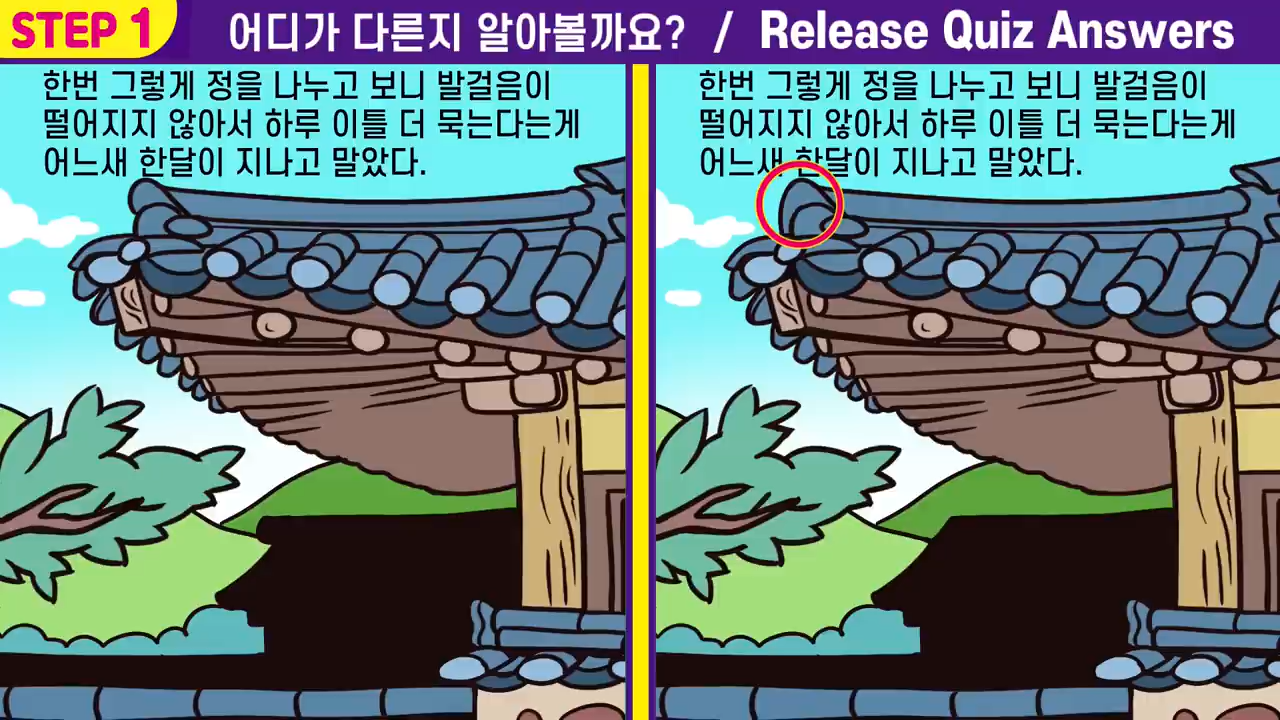 STEP 1
어디가 다른지 알아볼까요? / Release Quiz Answers
한번 그렇게 정을 나누고 보니 발걸음이
떨어지지 않아서 하루 이틀 더 묵는다는게
어느새 한달이 지나고 말았다.
한번 그렇게 정을 나누고 보니 발걸음이
떨어지지 않아서 하루 이틀 더 묵는다는게
어느새 한달이 지나고 말았다.